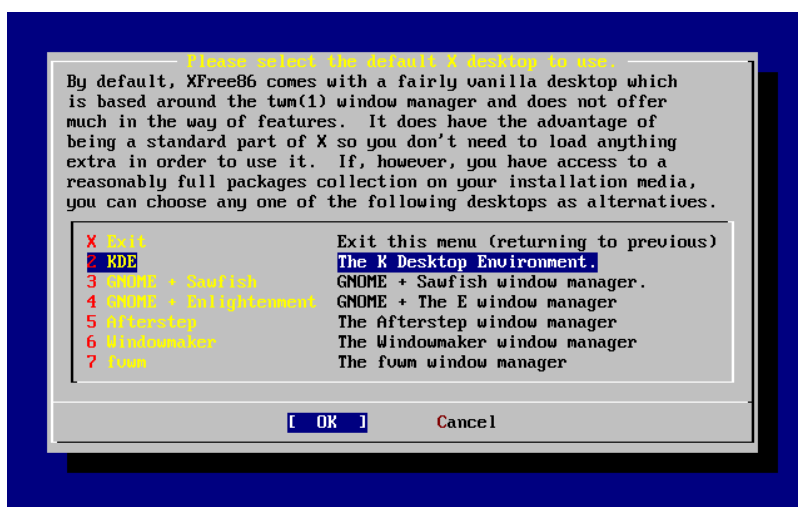 Please select the default X desktop to use.
By default, XFree86 comes with a fairly vanilla desktop which
is based around the twm(1) window manager and does not offer
much in the way of features.  It does have the advantage of
being a standard part of X so you don't need to load anything
extra in order to use it.  If, however, you have access to a
reasonably full packages collection on your installation media,
you can choose any one of the following desktops as alternatives.
X Exit Exit this menu (returning to previous)
2 KDE The K Desktop Environment.
3 GNOME + Sawfish GNOME + Sawfish window manager.
4 GNOME + Enlightenment GNOME + The E window manager
5 Afterstep The Afterstep window manager
6 Windowmaker The Windowmaker window manager
7 fvwm The fvwm window manager
[ OK ] Cancel